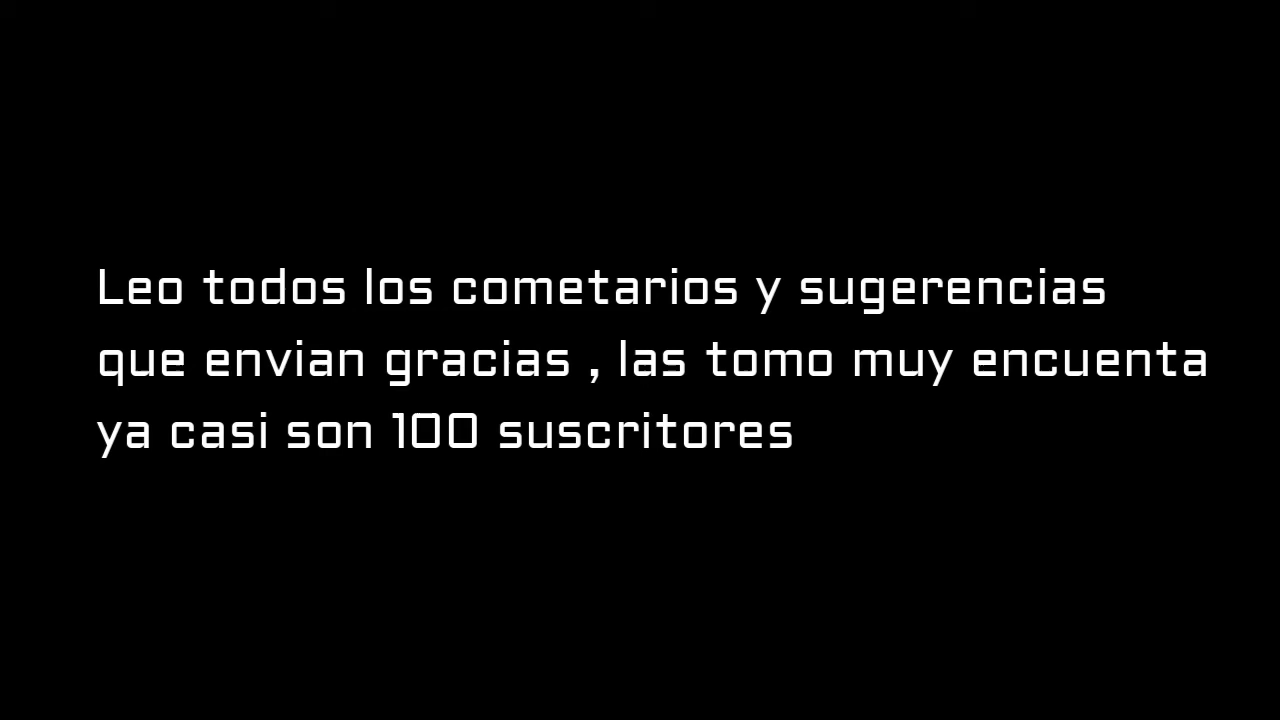 Leo todos los cometarios y sugerencias
que envian gracias , las tomo muy encuenta
ya casi son 100 suscritores